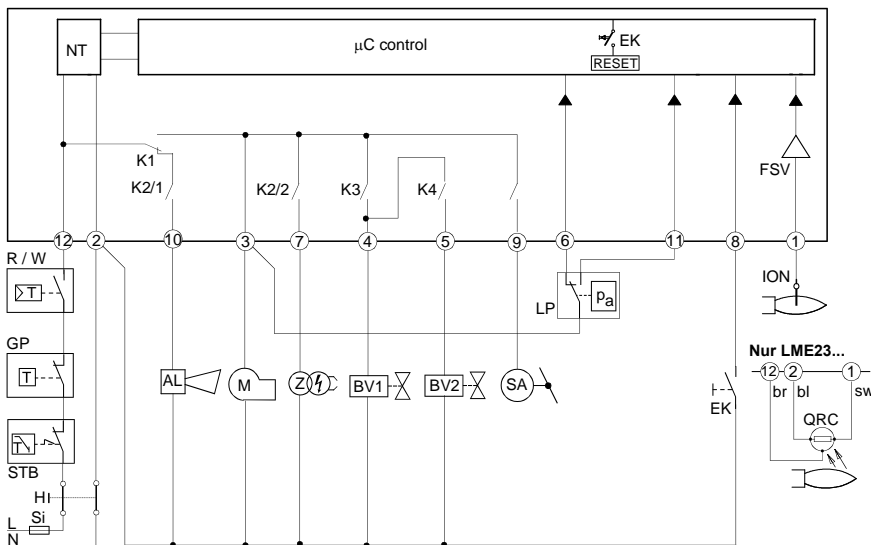 NT
µC control
EK
RESET
FSV
K1
K2/1
K2/2
K3
K4
12
2
10
3
7
4
5
9
6
11
8
1
R / W
T
GP
T
STB
T
H
L
Si
N
AL
M
Z
BV1
BV2
SA
LP
pa
EK
ION
Nur LME23...
12
2
1
br
bl
sw
QRC